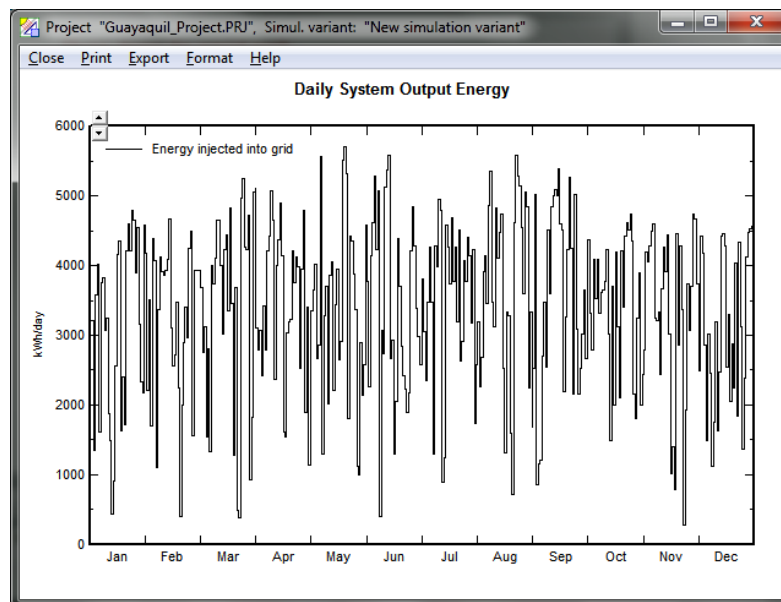 Project "Guayaquil_Project.PRJ", Simul. variant: "New simulation variant"
Close Print Export Format Help
Daily System Output Energy
6000
Energy injected into grid
5000
4000
kWh/day
3000
2000
1000
0
Jan Feb Mar Apr May Jun Jul Aug Sep Oct Nov Dec